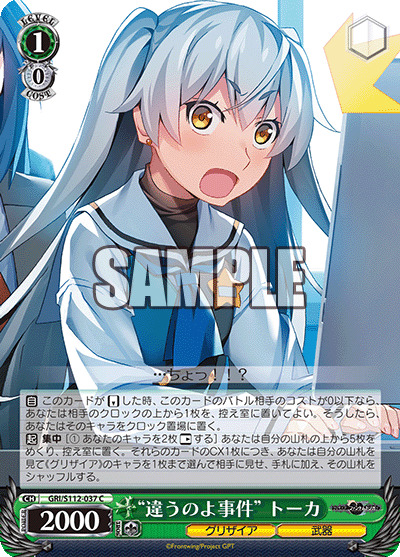 LEVEL
1
0
COST
SAMPLE
…ちょっ！！？
自 このカードが した時、このカードのバトル相手のコストが0以下なら、
あなたは相手のクロックの上から1枚を、控え室に置いてよい。そうしたら、
あなたはそのキャラをクロック置場に置く。
起 集中 [① あなたのキャラを2枚 する] あなたは自分の山札の上から5枚を
めくり、控え室に置く。それらのカードのCX1枚につき、あなたは自分の山札を
見て《グリザイア》のキャラを1枚まで選んで相手に見せ、手札に加え、その山札を
シャッフルする。
CH GRI/S112-037 C
2000
“違うのよ事件” トーカ
グリザイア
武器
©Frontwing/Project GPT